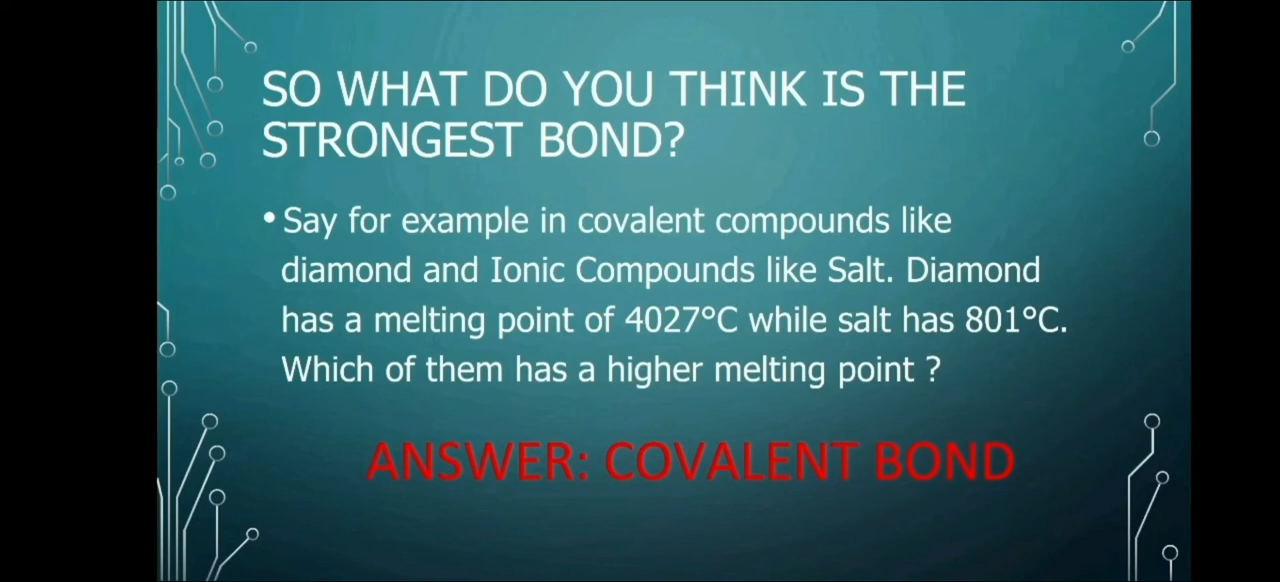 SO WHAT DO YOU THINK IS THE
STRONGEST BOND?
• Say for example in covalent compounds like
diamond and Ionic Compounds like Salt. Diamond
has a melting point of 4027°C while salt has 801°C.
Which of them has a higher melting point ?
ANSWER: COVALENT BOND